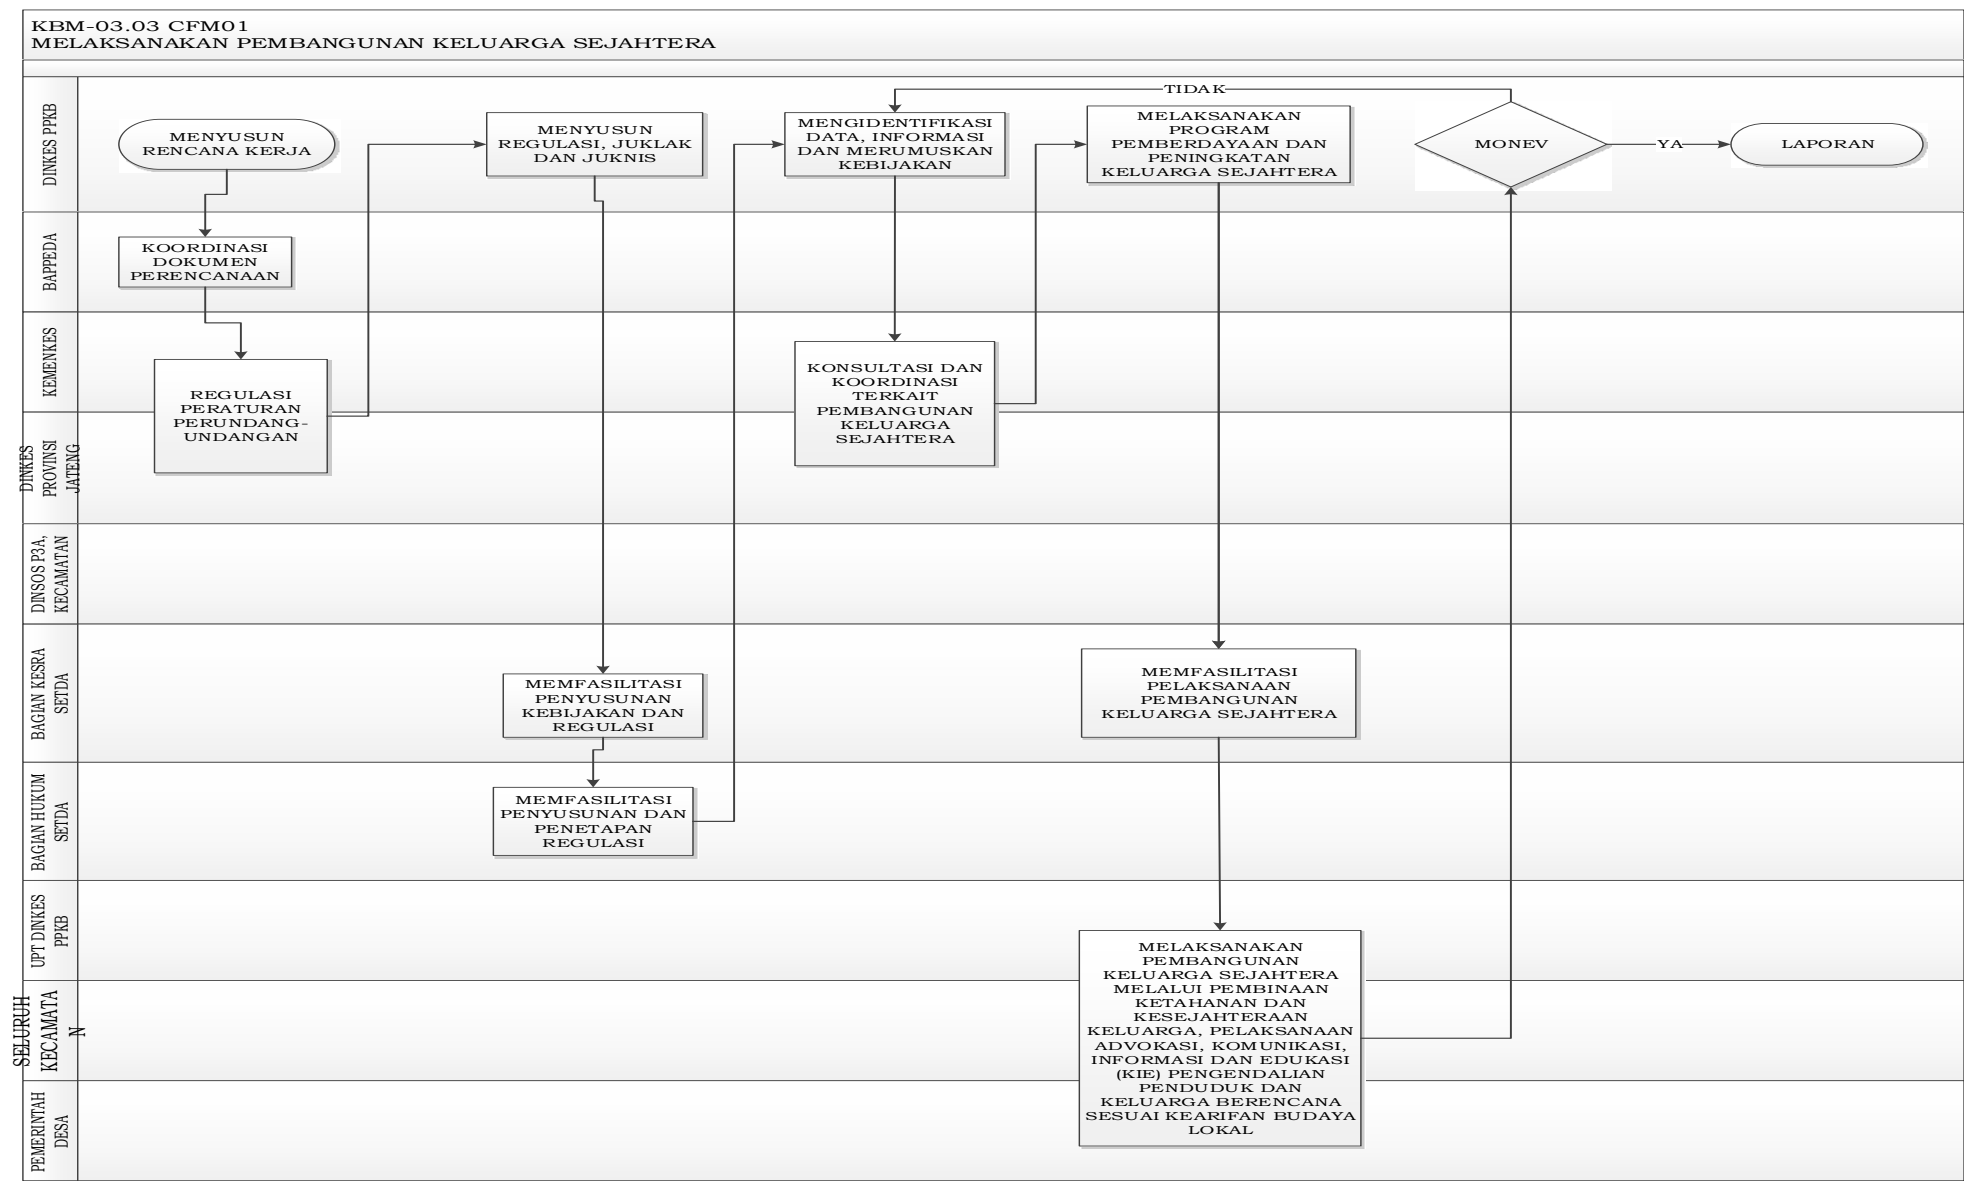 KBM-03.03 CFM01
MELAKSANAKAN PEMBANGUNAN KELUARGA SEJAHTERA
DINKES PPKB
MENYUSUN
RENCANA KERJA
MENYUSUN
REGULASI, JUKLAK
DAN JUKNIS
MENGIDENTIFIKASI
DATA, INFORMASI
DAN MERUMUSKAN
KEBIJAKAN
MELAKSANAKAN
PROGRAM
PEMBERDAYAAN DAN
PENINGKATAN
KELUARGA SEJAHTERA
TIDAK
MONEV
YA
LAPORAN
BAPPEDA
KOORDINASI
DOKUMEN
PERENCANAAN
KEMENKES
REGULASI
PERATURAN
PERUNDANG-
UNDANGAN
KONSULTASI DAN
KOORDINASI
TERKAIT
PEMBANGUNAN
KELUARGA
SEJAHTERA
DINKES
PROVINSI
JATENG
DINSOS P3A,
KECAMATAN
BAGIAN KESRA
SETDA
MEMFASILITASI
PENYUSUNAN
KEBIJAKAN DAN
REGULASI
MEMFASILITASI
PELAKSANAAN
PEMBANGUNAN
KELUARGA SEJAHTERA
BAGIAN HUKUM
SETDA
MEMFASILITASI
PENYUSUNAN DAN
PENETAPAN
REGULASI
UPT DINKES
PPKB
SELURUH
KECAMATA
N
PEMERINTAH
DESA
MELAKSANAKAN
PEMBANGUNAN
KELUARGA SEJAHTERA
MELALUI PEMBINAAN
KETAHANAN DAN
KESEJAHTERAAN
KELUARGA, PELAKSANAAN
ADVOKASI, KOMUNIKASI,
INFORMASI DAN EDUKASI
(KIE) PENGENDALIAN
PENDUDUK DAN
KELUARGA BERENCANA
SESUAI KEARIFAN BUDAYA
LOKAL